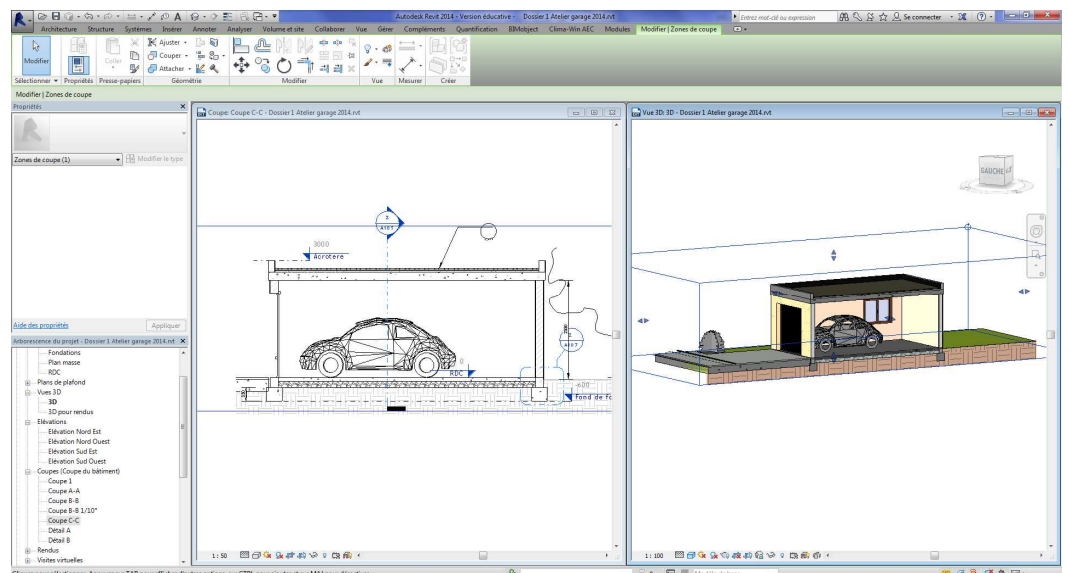 Autodesk Revit 2014 - Version éducative - Dossier 1 Atelier garage 2014.rvt
Entrez mot-clé ou expression
Se connecter
Architecture Structure Systèmes Insérer Annoter Analyser Volume et site Collaborer Vue Gérer Compléments Quantification BIMobject Clima-Win AEC Modules Modifier | Zones de coupe
Modifier
Coller
Ajuster
Couper
Attacher
Sélectionner Propriétés Presse-papiers Géométrie Modifier Vue Mesurer Créer
Modifier | Zones de coupe
Propriétés
Zones de coupe (1)
Modifier le type
Aide des propriétés
Appliquer
Arborescence du projet - Dossier 1 Atelier garage 2014.rvt
Fondations
Plan masse
RDC
Plans de plafond
Vues 3D
3D
3D pour rendus
Elévations
Elévation Nord Est
Elévation Nord Ouest
Elévation Sud Est
Elévation Sud Ouest
Coupes (Coupe du bâtiment)
Coupe 1
Coupe A-A
Coupe B-B
Coupe B-B 1/10°
Coupe C-C
Détail A
Détail B
Rendus
Visites virtuelles
Coupe: Coupe C-C - Dossier 1 Atelier garage 2014.rvt
2
A105
3000
Acrotere
A107
0
RDC
-600
Fond de fo
1 : 50
Vue 3D: 3D - Dossier 1 Atelier garage 2014.rvt
GAUCHE
1 : 100